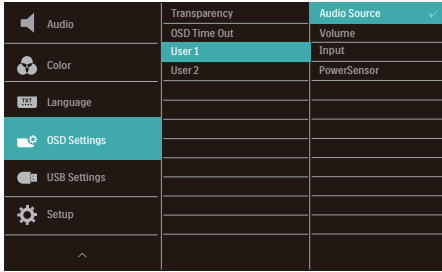 Audio
Color
TXT
Language
OSD Settings
USB Settings
Setup
Transparency
OSD Time Out
User 1
User 2
Audio Source
Volume
Input
PowerSensor